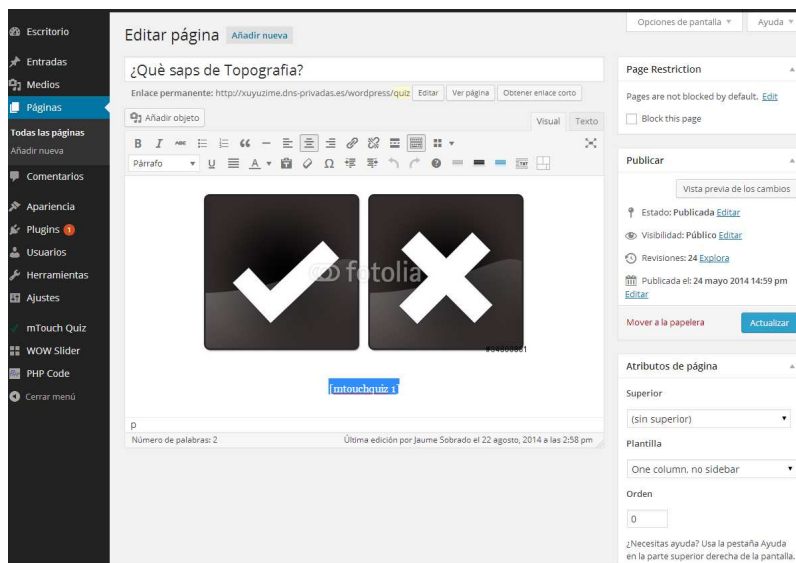 Opciones de pantalla
Ayuda
Escritorio
Entradas
Medios
Páginas
Todas las páginas
Añadir nueva
Comentarios
Apariencia
Plugins 1
Usuarios
Herramientas
Ajustes
mTouch Quiz
WOW Slider
PHP Code
Cerrar menú
Editar página Añadir nueva
¿Què saps de Topografia?
Enlace permanente: http://xuyuzime.dns-privadas.es/wordpress/quiz Editar Ver página Obtener enlace corto
Añadir objeto
Visual Texto
B I ABC
Párrafo U A Ω
fotolia
[mtouchquiz 1]
p
Número de palabras: 2 Última edición por Jaume Sobrado el 22 agosto, 2014 a las 2:58 pm
Page Restriction
Pages are not blocked by default. Edit
Block this page
Publicar
Vista previa de los cambios
Estado: Publicada Editar
Visibilidad: Público Editar
Revisiones: 24 Explora
Publicada el: 24 mayo 2014 14:59 pm
Editar
Mover a la papelera Actualizar
Atributos de página
Superior
(sin superior)
Plantilla
One column, no sidebar
Orden
0
¿Necesitas ayuda? Usa la pestaña Ayuda
en la parte superior derecha de la pantalla.